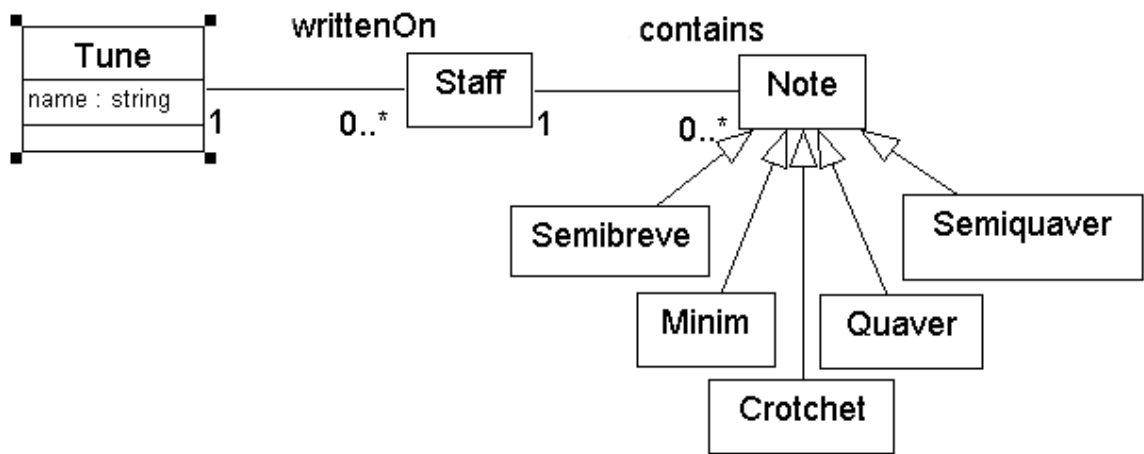 writtenOn
contains
Tune
name : string
Staff
Note
1
0..*
1
0..*
Semibreve
Semiquaver
Minim
Quaver
Crotchet